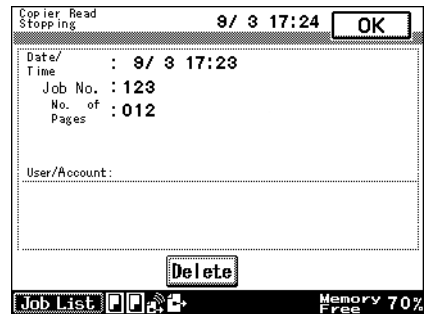 Copier Read
Stopping 9/ 3 17:24 OK
Date/
Time : 9/ 3 17:23
Job No. : 123
No. of
Pages : 012
User/Account:
Delete
Job List Memory
Free 70%